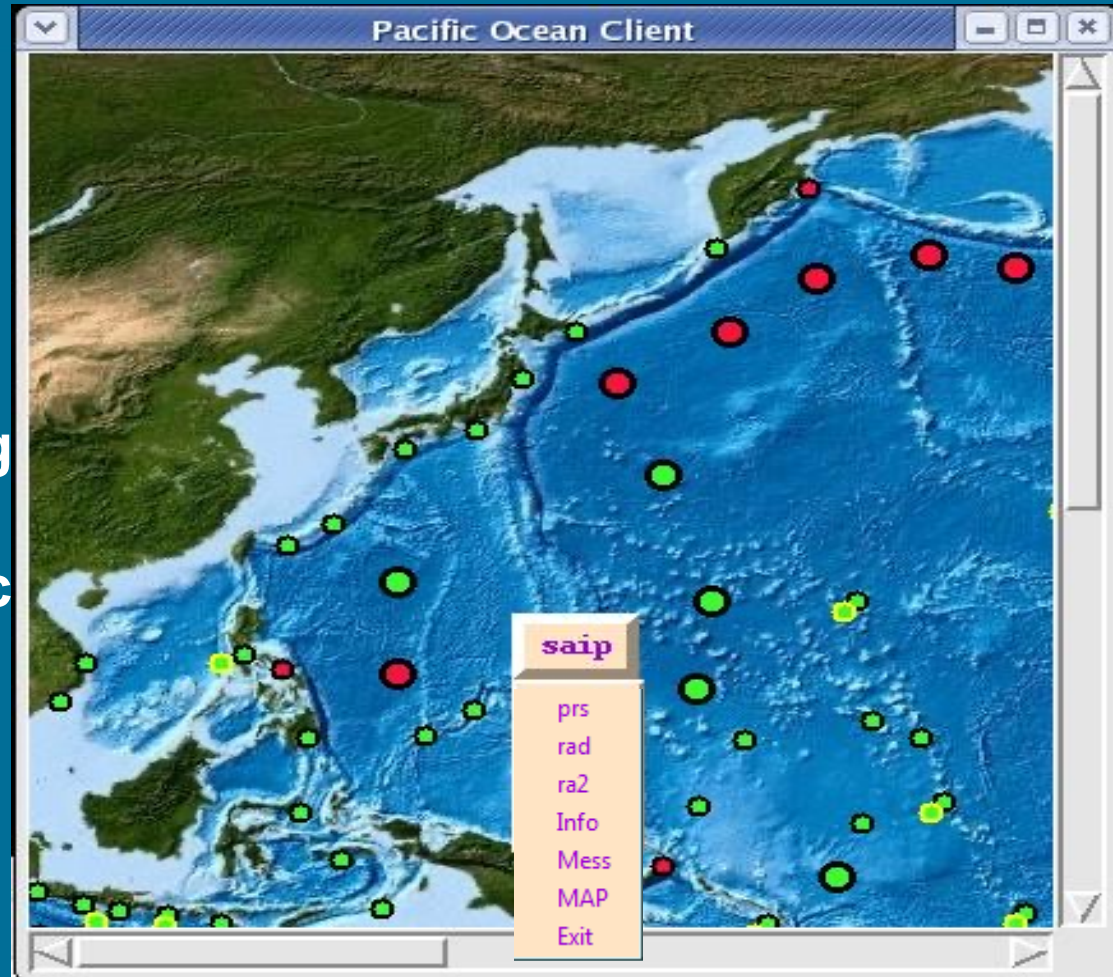 Pacific Ocean Client
g
c
saip
prs
rad
ra2
Info
Mess
MAP
Exit